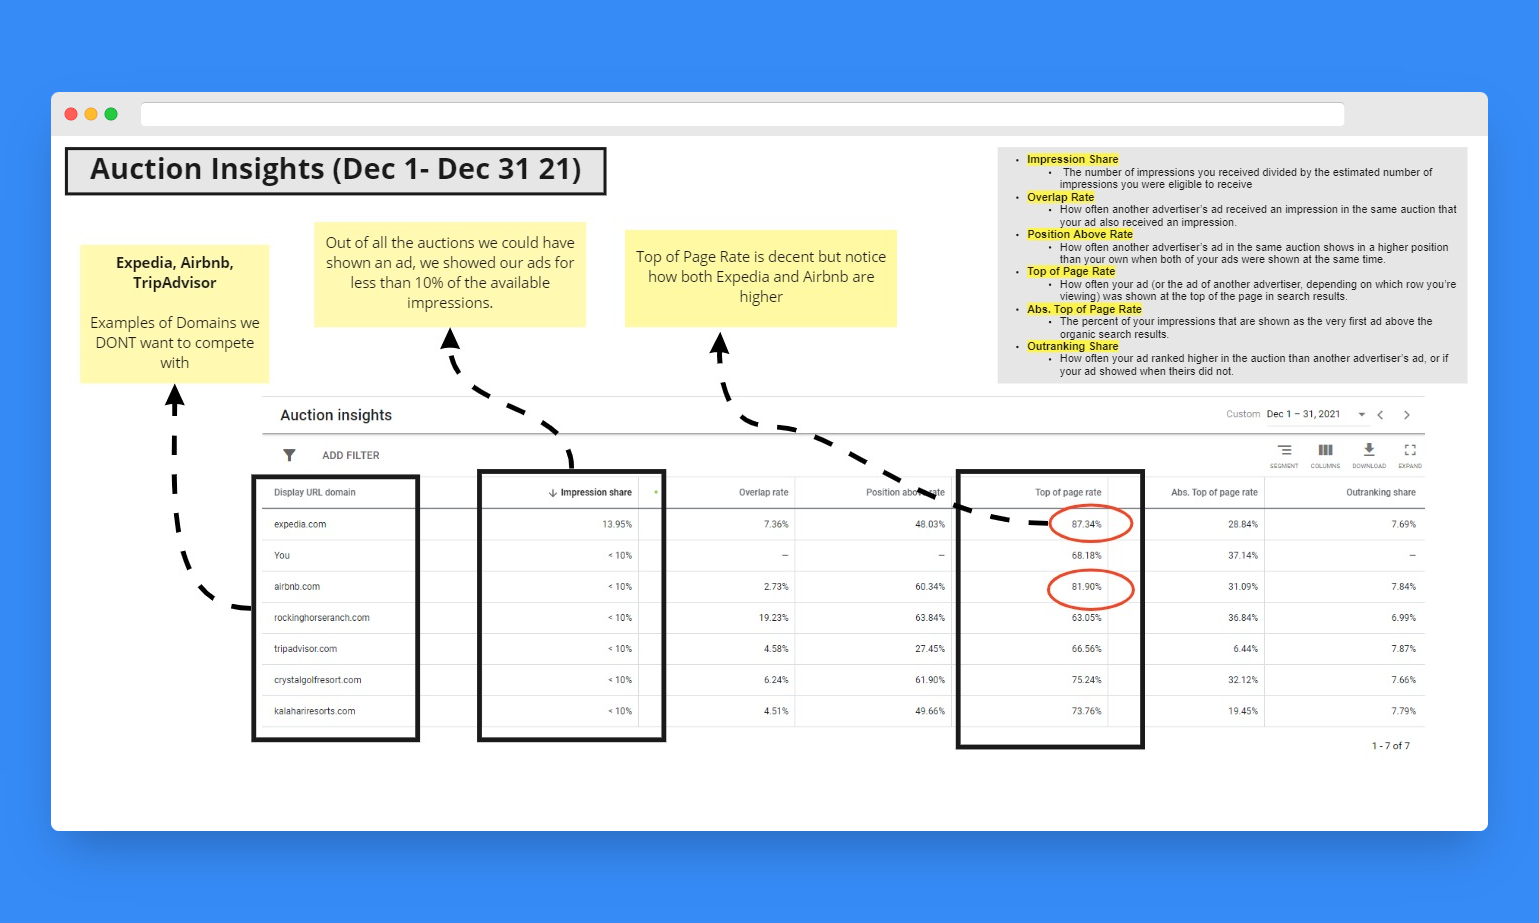 Auction Insights (Dec 1- Dec 31 21)
• Impression Share
• The number of impressions you received divided by the estimated number of
impressions you were eligible to receive
• Overlap Rate
• How often another advertiser's ad received an impression in the same auction that
your ad also received an impression.
• Position Above Rate
• How often another advertiser's ad in the same auction shows in a higher position
than your own when both of your ads were shown at the same time.
• Top of Page Rate
• How often your ad (or the ad of another advertiser, depending on which row you're
viewing) was shown at the top of the page in search results.
• Abs. Top of Page Rate
• The percent of your impressions that are shown as the very first ad above the
organic search results.
• Outranking Share
• How often your ad ranked higher in the auction than another advertiser's ad, or if
your ad showed when theirs did not.
Expedia, Airbnb,
TripAdvisor
Examples of Domains we
DONT want to compete
with
Out of all the auctions we could have
shown an ad, we showed our ads for
less than 10% of the available
impressions.
Top of Page Rate is decent but notice
how both Expedia and Airbnb are
higher
Auction insights Custom Dec 1 – 31, 2021
ADD FILTER SEGMENT COLUMNS DOWNLOAD EXPAND
Display URL domain Impression share Overlap rate Position above rate Top of page rate Abs. Top of page rate Outranking share
expedia.com 13.95% 7.36% 48.03% 87.34% 28.84% 7.69%
You < 10% – – 68.18% 37.14% –
airbnb.com < 10% 2.73% 60.34% 81.90% 31.09% 7.84%
rockinghorseranch.com < 10% 19.23% 63.84% 63.05% 36.84% 6.99%
tripadvisor.com < 10% 4.58% 27.45% 66.56% 6.44% 7.87%
crystalgolfresort.com < 10% 6.24% 61.90% 75.24% 32.12% 7.66%
kalahariresorts.com < 10% 4.51% 49.66% 73.76% 19.45% 7.79%
1 - 7 of 7